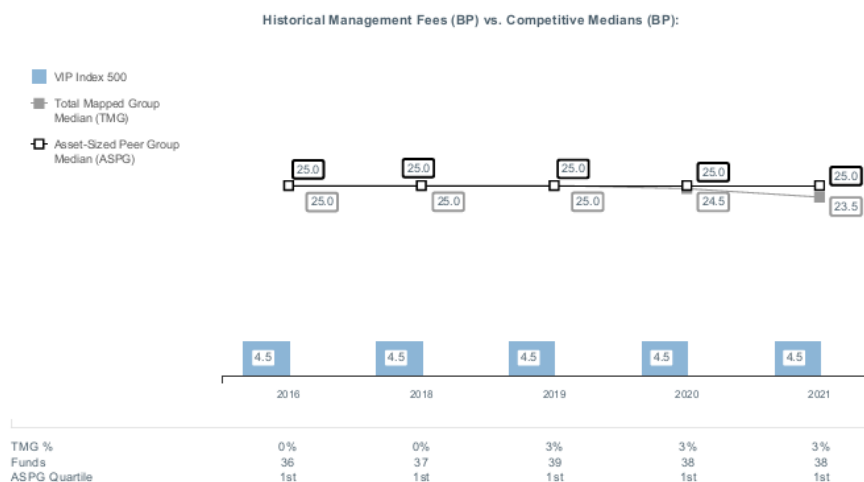 Historical Management Fees (BP) vs. Competitive Medians (BP):
VIP Index 500
Total Mapped Group
Median (TMG)
Asset-Sized Peer Group
Median (ASPG)
25.0 25.0 25.0 25.0 25.0
25.0 25.0 25.0 24.5 23.5
4.5 4.5 4.5 4.5 4.5
2016 2018 2019 2020 2021
TMG % 0% 0% 3% 3% 3%
Funds 36 37 39 38 38
ASPG Quartile 1st 1st 1st 1st 1st